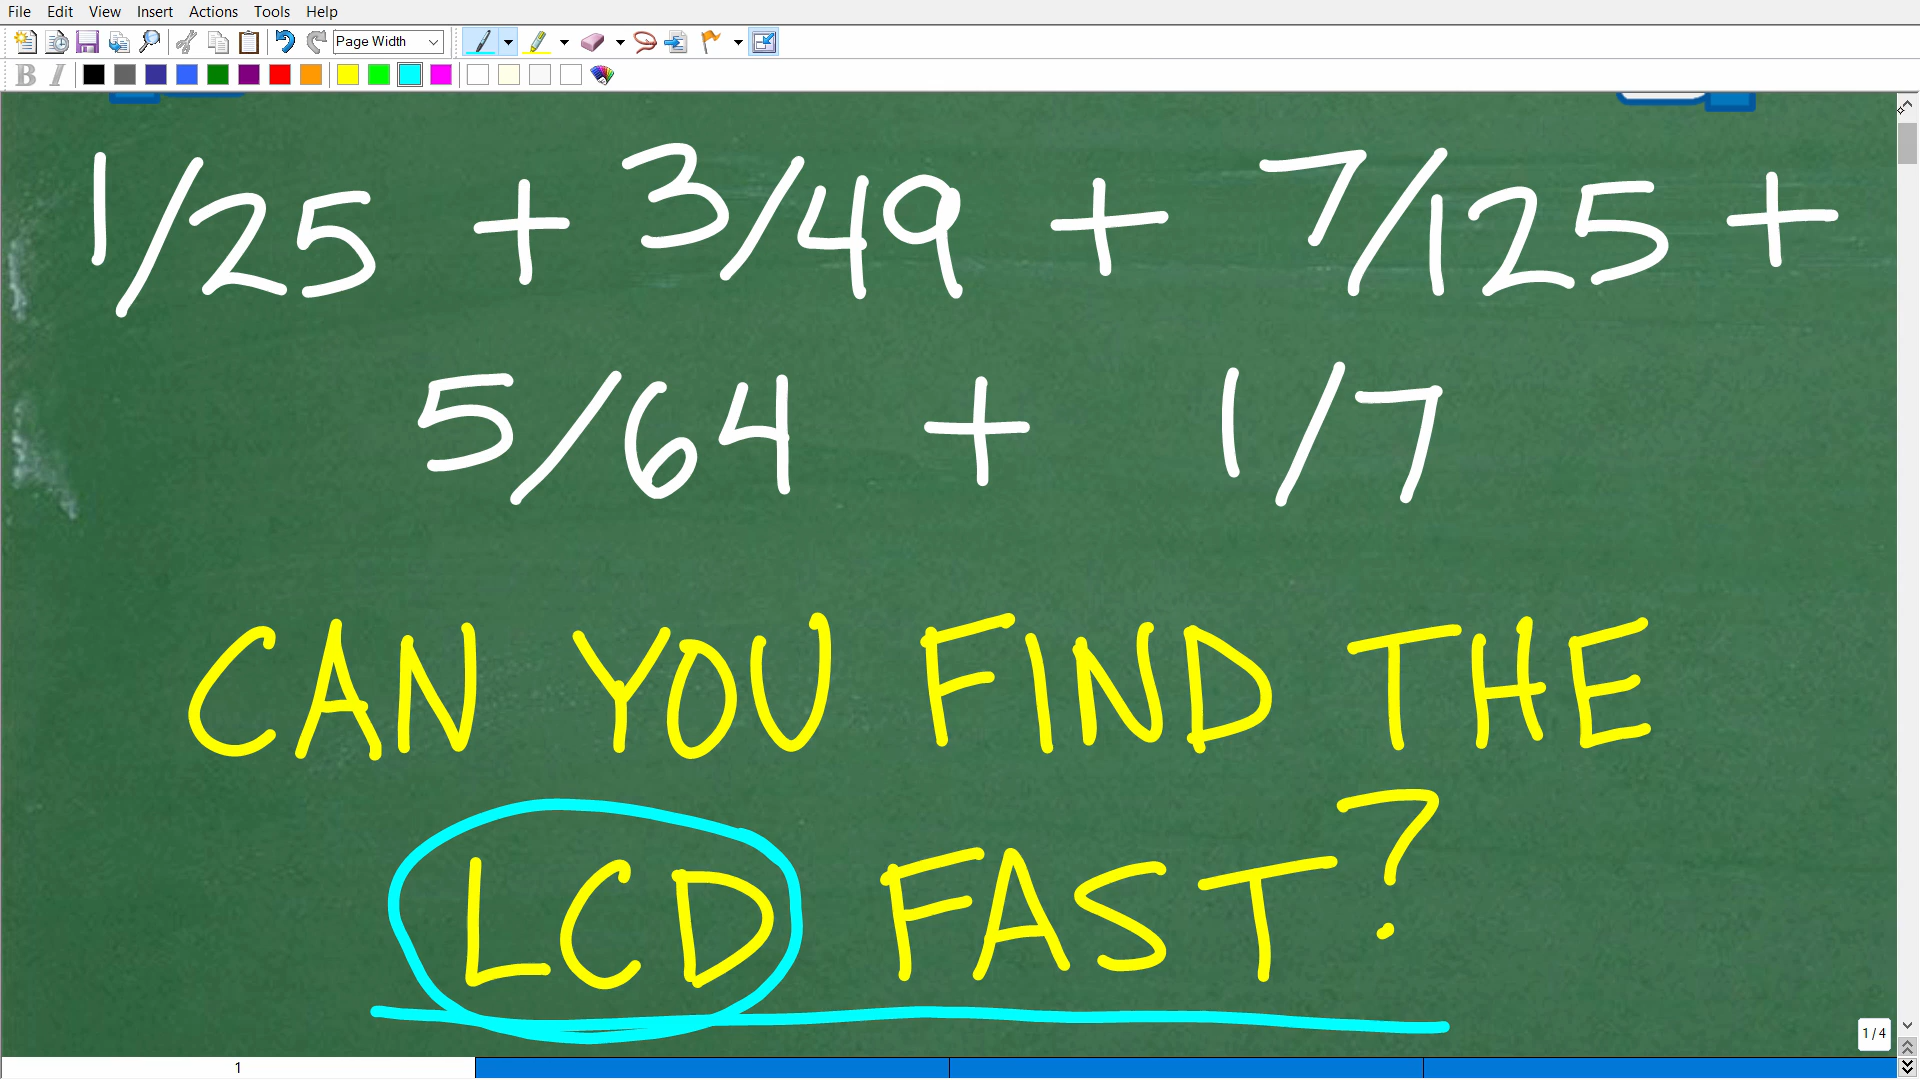 File Edit View Insert Actions Tools Help
Page Width
B I
1/25 + 3/49 + 7/125 +
5/64 + 1/7
CAN YOU FIND THE
LCD FAST?
1 / 4
1